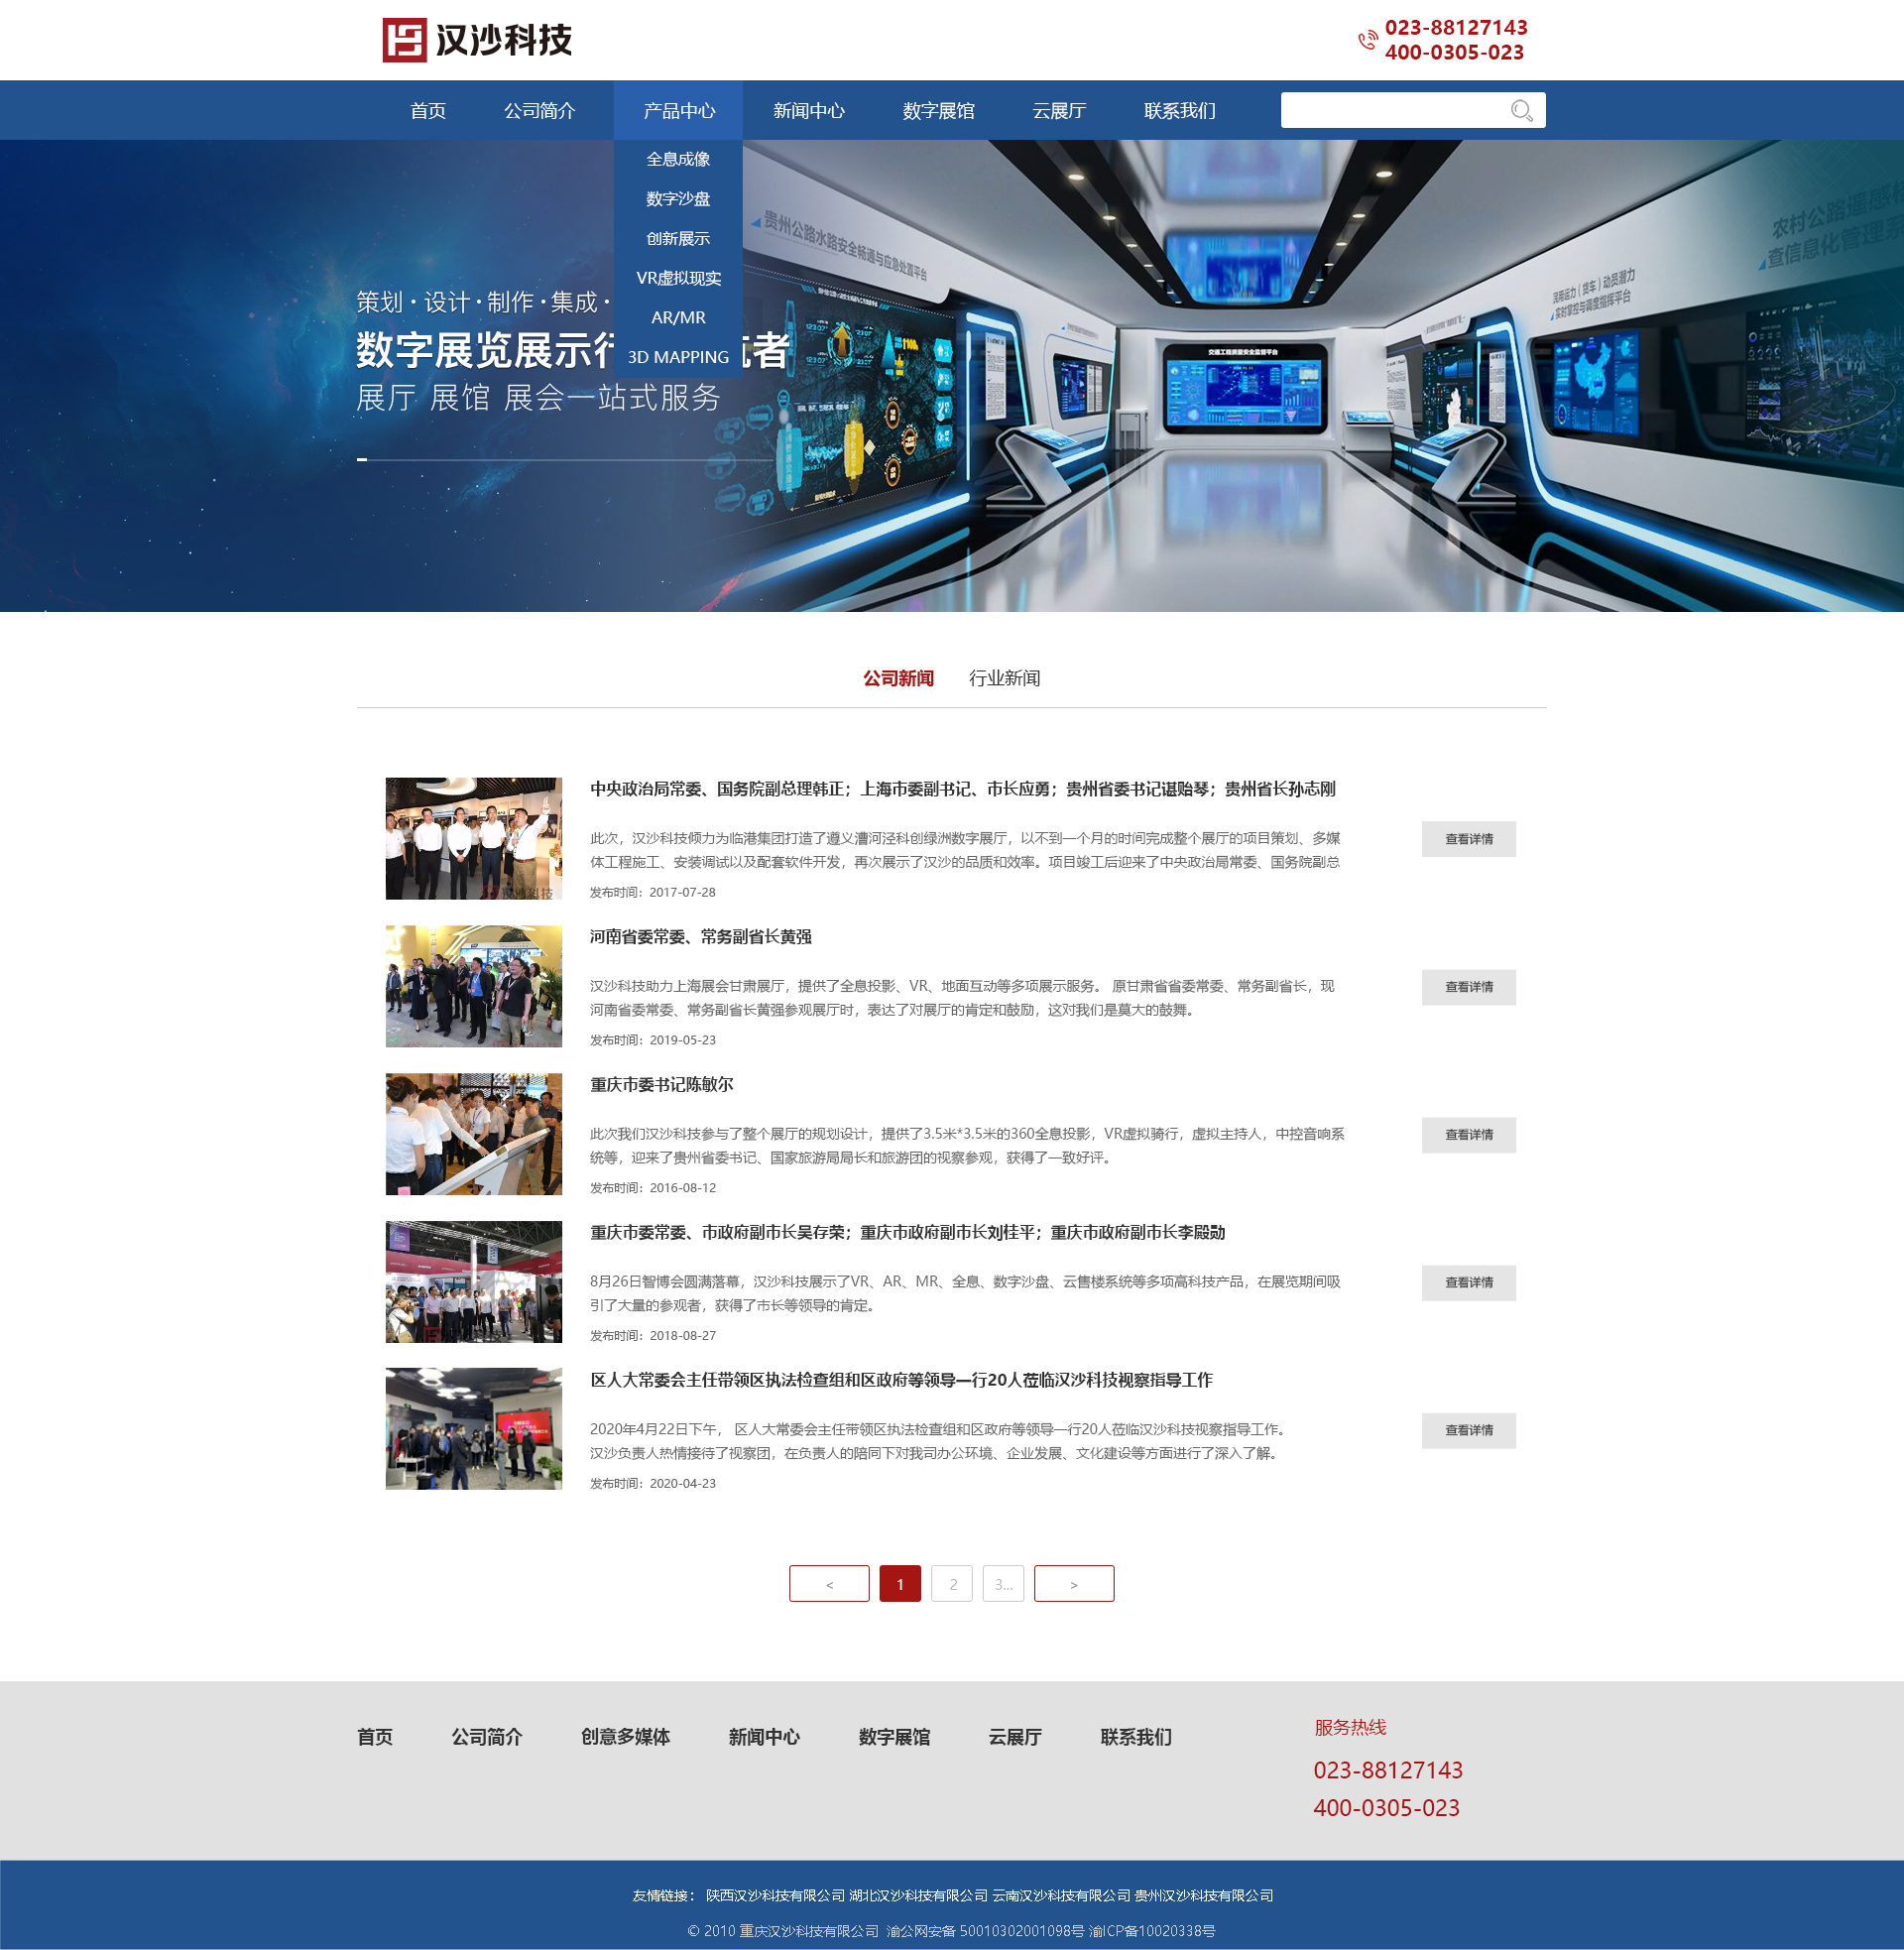 汉沙科技
023-88127143
400-0305-023
首页 公司简介 产品中心 新闻中心 数字展馆 云展厅 联系我们
全息成像
数字沙盘
创新展示
VR虚拟现实
AR/MR
3D MAPPING
策划·设计·制作·集成·
数字展览展示行
者
展厅 展馆 展会一站式服务
贵州公路水路安全畅通与应急处置平台
交通工程质量安全监督平台
民用运力（货车）动员潜力
实时掌控与调度指挥平台
农村公路遥感
查信息化管理系
公司新闻 行业新闻
中央政治局常委、国务院副总理韩正；上海市委副书记、市长应勇；贵州省委书记谌贻琴；贵州省长孙志刚
此次，汉沙科技倾力为临港集团打造了遵义漕河泾科创绿洲数字展厅，以不到一个月的时间完成整个展厅的项目策划、多媒
体工程施工、安装调试以及配套软件开发，再次展示了汉沙的品质和效率。项目竣工后迎来了中央政治局常委、国务院副总
发布时间：2017-07-28
查看详情
汉沙科技
河南省委常委、常务副省长黄强
汉沙科技助力上海展会甘肃展厅，提供了全息投影、VR、地面互动等多项展示服务。 原甘肃省省委常委、常务副省长，现
河南省委常委、常务副省长黄强参观展厅时，表达了对展厅的肯定和鼓励，这对我们是莫大的鼓舞。
发布时间：2019-05-23
查看详情
重庆市委书记陈敏尔
此次我们汉沙科技参与了整个展厅的规划设计，提供了3.5米*3.5米的360全息投影，VR虚拟骑行，虚拟主持人，中控音响系
统等，迎来了贵州省委书记、国家旅游局局长和旅游团的视察参观，获得了一致好评。
发布时间：2016-08-12
查看详情
重庆市委常委、市政府副市长吴存荣；重庆市政府副市长刘桂平；重庆市政府副市长李殿勋
8月26日智博会圆满落幕，汉沙科技展示了VR、AR、MR、全息、数字沙盘、云售楼系统等多项高科技产品，在展览期间吸
引了大量的参观者，获得了市长等领导的肯定。
发布时间：2018-08-27
查看详情
区人大常委会主任带领区执法检查组和区政府等领导一行20人莅临汉沙科技视察指导工作
2020年4月22日下午， 区人大常委会主任带领区执法检查组和区政府等领导一行20人莅临汉沙科技视察指导工作。
汉沙负责人热情接待了视察团，在负责人的陪同下对我司办公环境、企业发展、文化建设等方面进行了深入了解。
发布时间：2020-04-23
查看详情
< 1 2 3... >
首页 公司简介 创意多媒体 新闻中心 数字展馆 云展厅 联系我们
服务热线
023-88127143
400-0305-023
友情链接： 陕西汉沙科技有限公司 湖北汉沙科技有限公司 云南汉沙科技有限公司 贵州汉沙科技有限公司
© 2010 重庆汉沙科技有限公司 渝公网安备 50010302001098号 渝ICP备10020338号